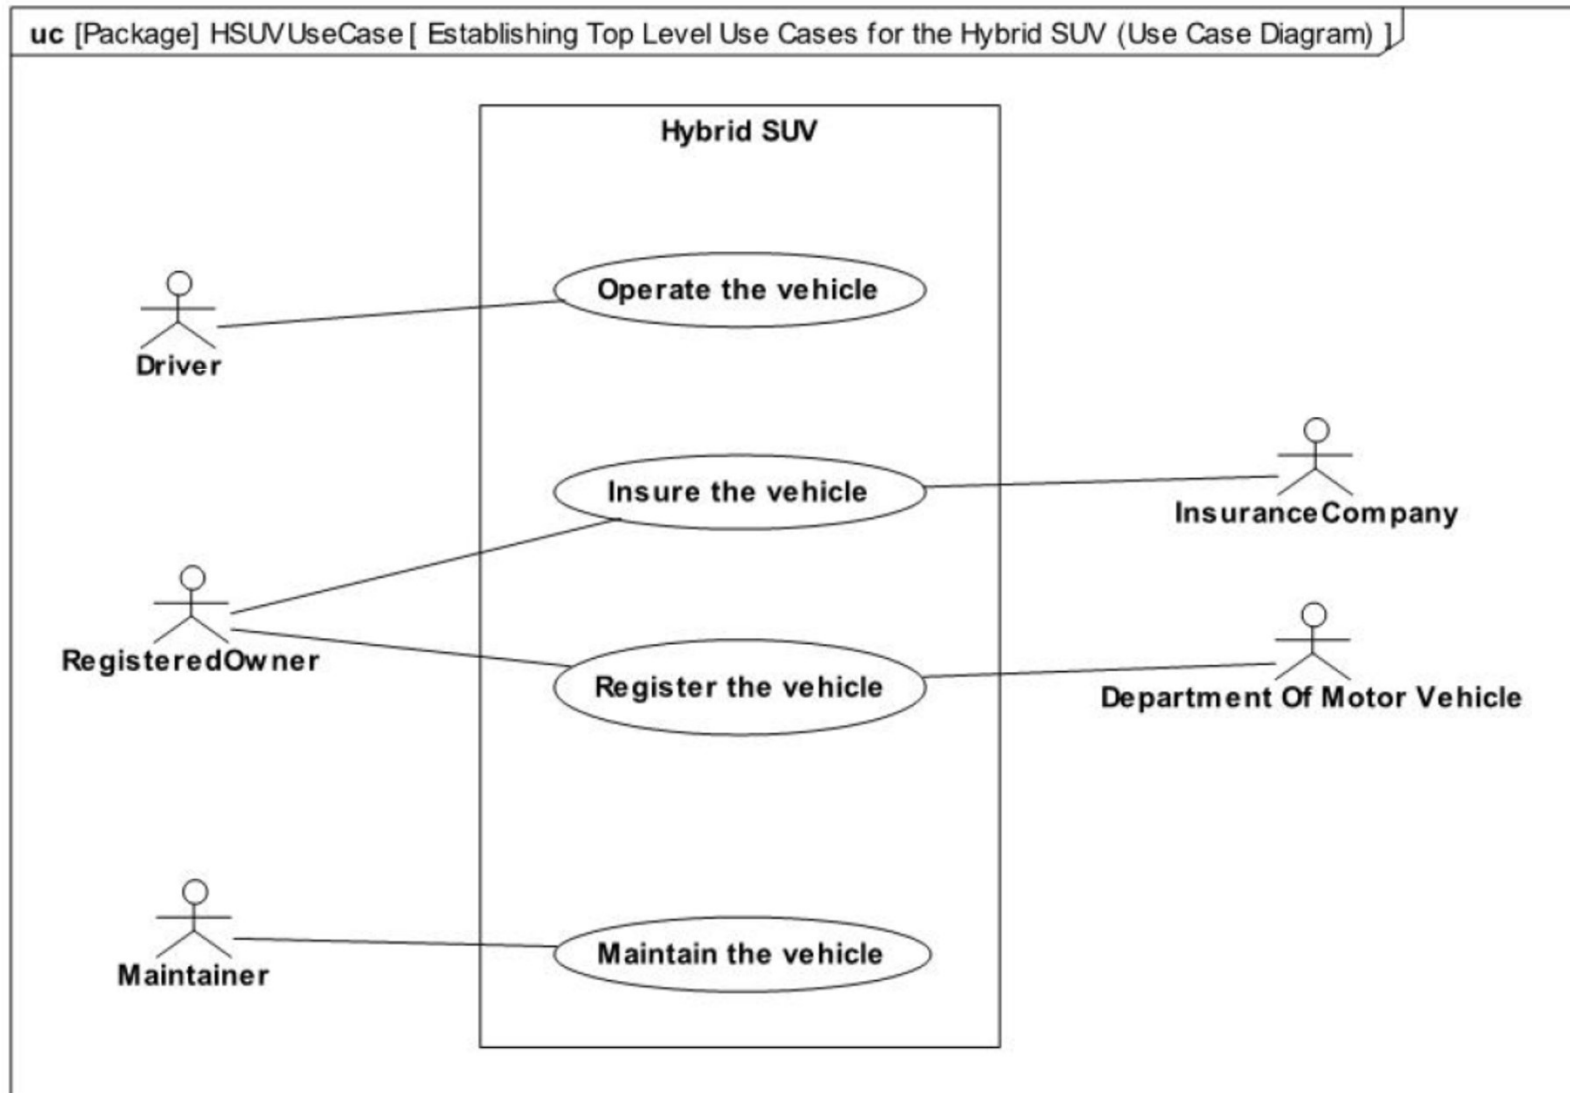 uc [Package] HSUVUseCase [ Establishing Top Level Use Cases for the Hybrid SUV (Use Case Diagram) ]
Hybrid SUV
Operate the vehicle
Driver
Insure the vehicle
InsuranceCompany
RegisteredOwner
Register the vehicle
Department Of Motor Vehicle
Maintain the vehicle
Maintainer